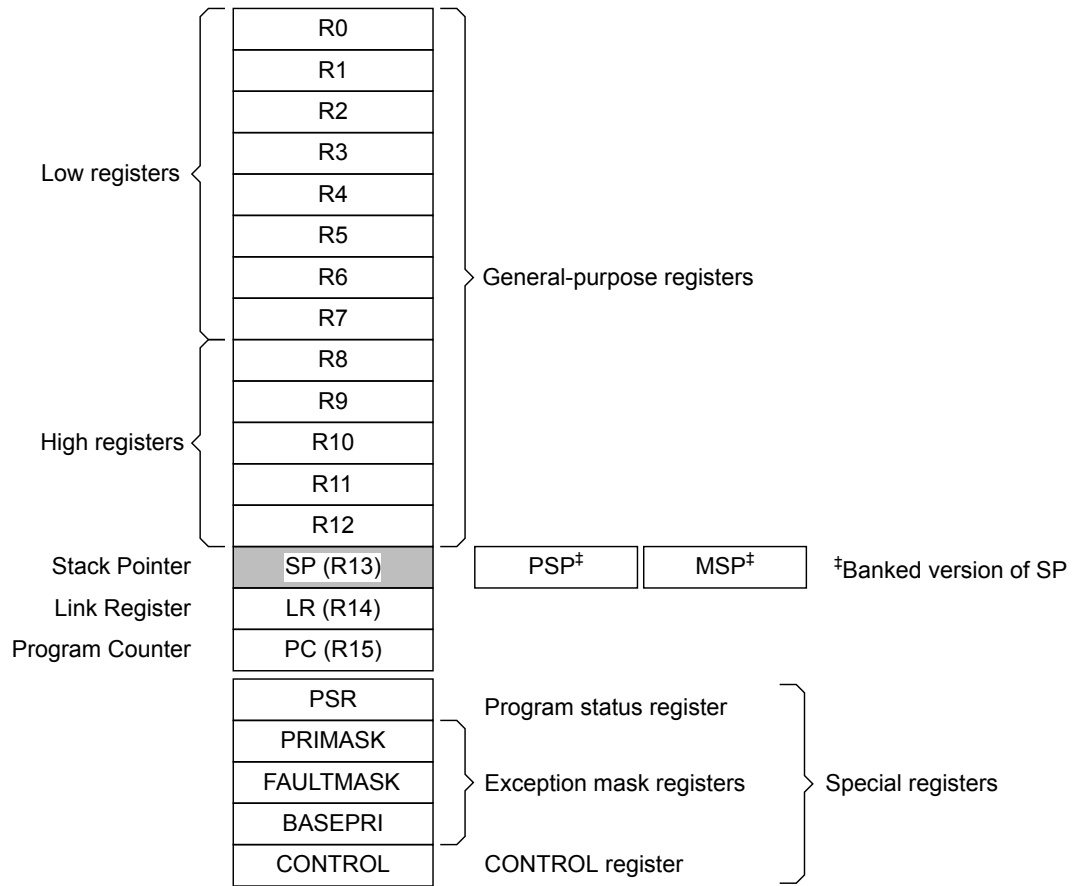 R0
R1
R2
R3
Low registers
R4
R5
R6
General-purpose registers
R7
R8
R9
High registers
R10
R11
R12
Stack Pointer SP (R13) PSP‡ MSP‡ ‡Banked version of SP
Link Register LR (R14)
Program Counter PC (R15)
PSR Program status register
PRIMASK
FAULTMASK Exception mask registers Special registers
BASEPRI
CONTROL CONTROL register